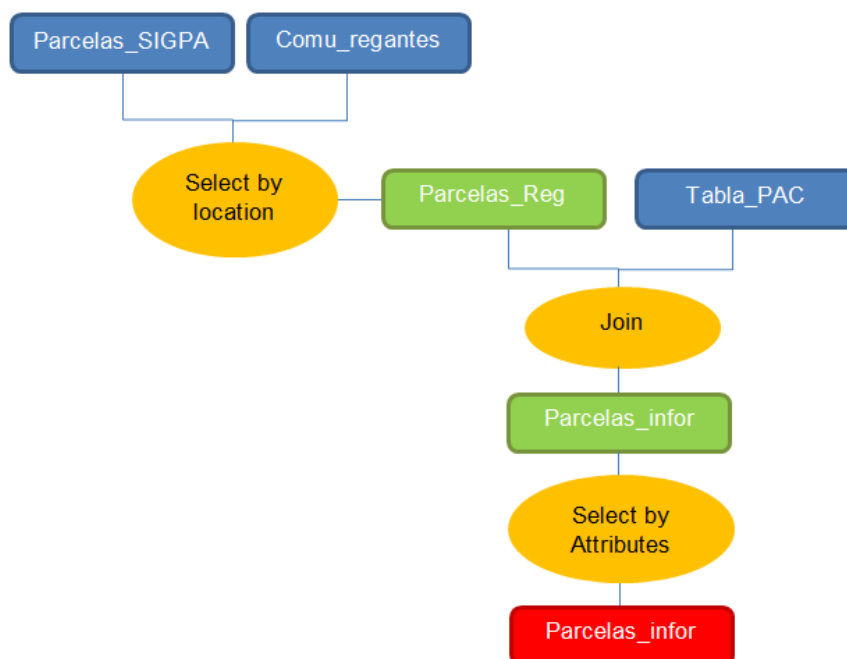 Parcelas_SIGPA
Comu_regantes
Select by
location
Parcelas_Reg
Tabla_PAC
Join
Parcelas_infor
Select by
Attributes
Parcelas_infor